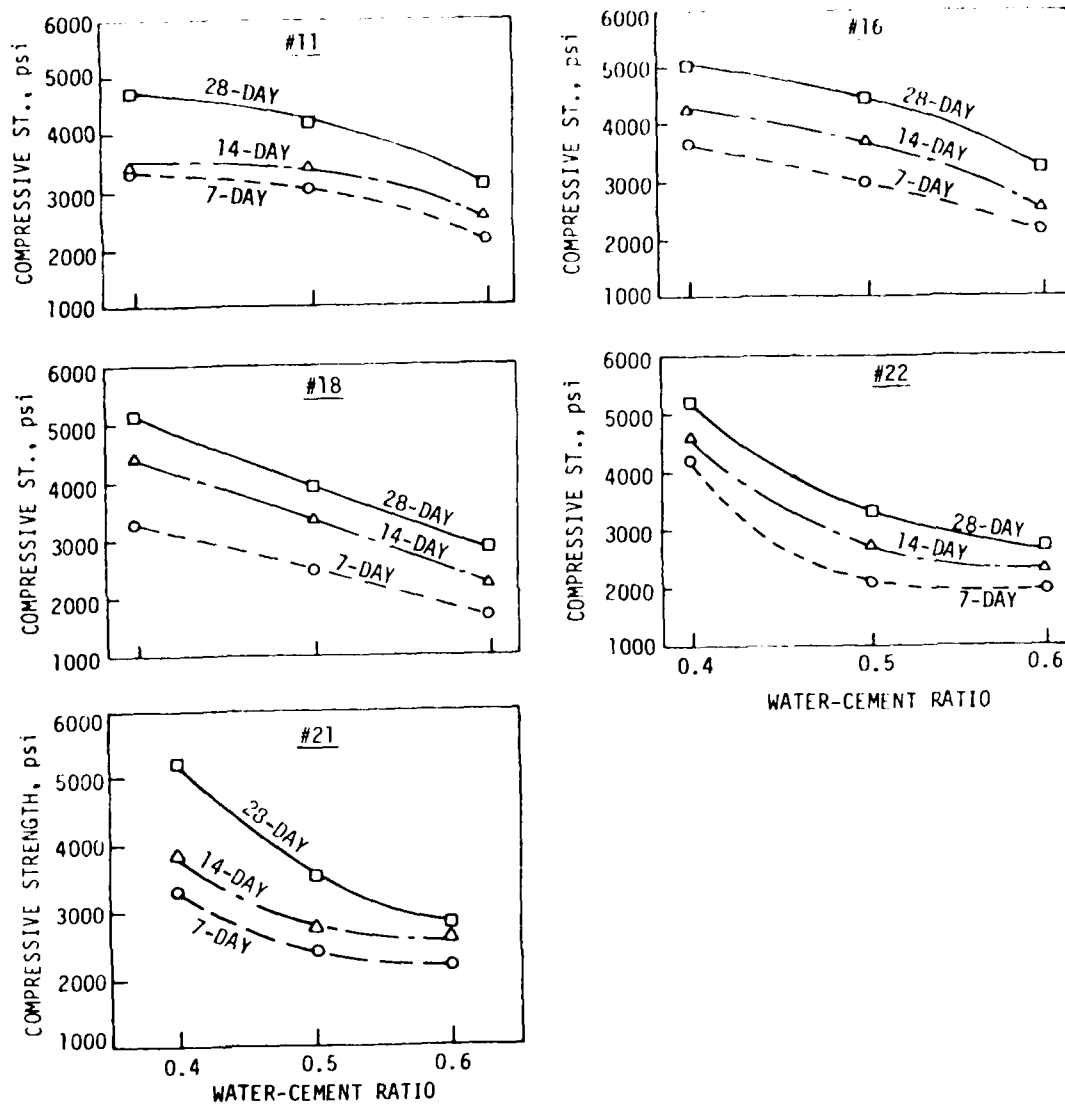 #11
COMPRESSIVE ST., psi
6000
5000
4000
3000
2000
1000
28-DAY
14-DAY
7-DAY
#16
COMPRESSIVE ST., psi
6000
5000
4000
3000
2000
1000
28-DAY
14-DAY
7-DAY
#18
COMPRESSIVE ST., psi
6000
5000
4000
3000
2000
1000
28-DAY
14-DAY
7-DAY
#22
COMPRESSIVE ST., psi
6000
5000
4000
3000
2000
1000
28-DAY
14-DAY
7-DAY
0.4 0.5 0.6
WATER-CEMENT RATIO
#21
COMPRESSIVE STRENGTH, psi
6000
5000
4000
3000
2000
1000
28-DAY
14-DAY
7-DAY
0.4 0.5 0.6
WATER-CEMENT RATIO